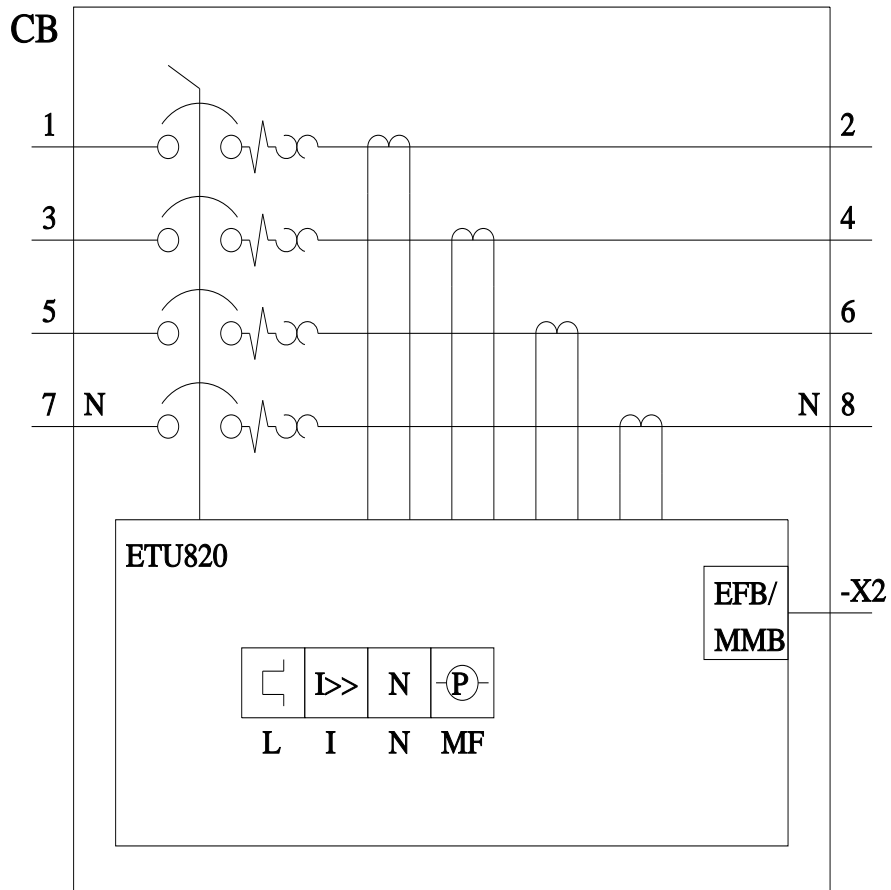 CB
1 2
3 4
5 6
7 N N 8
ETU820
EFB/ -X2
MMB
I>> N P
L I N MF